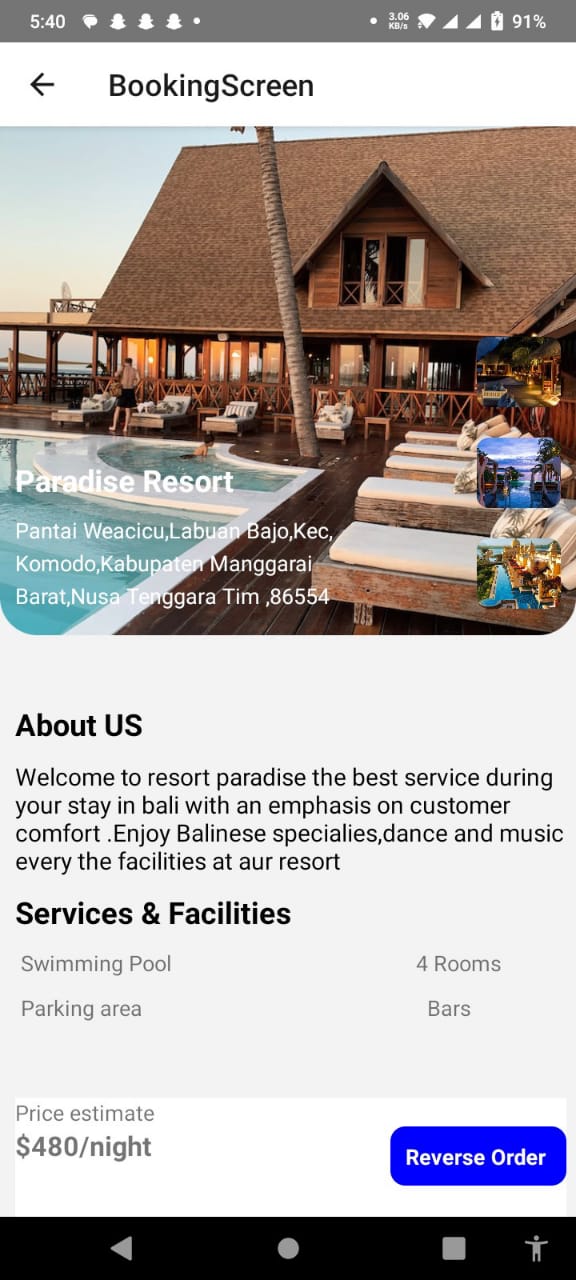 5:40
3.06
KB/s
91%
BookingScreen
Paradise Resort
Pantai Weacicu,Labuan Bajo,Kec,
Komodo,Kabupaten Manggarai
Barat,Nusa Tenggara Tim ,86554
About US
Welcome to resort paradise the best service during
your stay in bali with an emphasis on customer
comfort .Enjoy Balinese specialies,dance and music
every the facilities at aur resort
Services & Facilities
Swimming Pool 4 Rooms
Parking area Bars
Price estimate
$480/night
Reverse Order